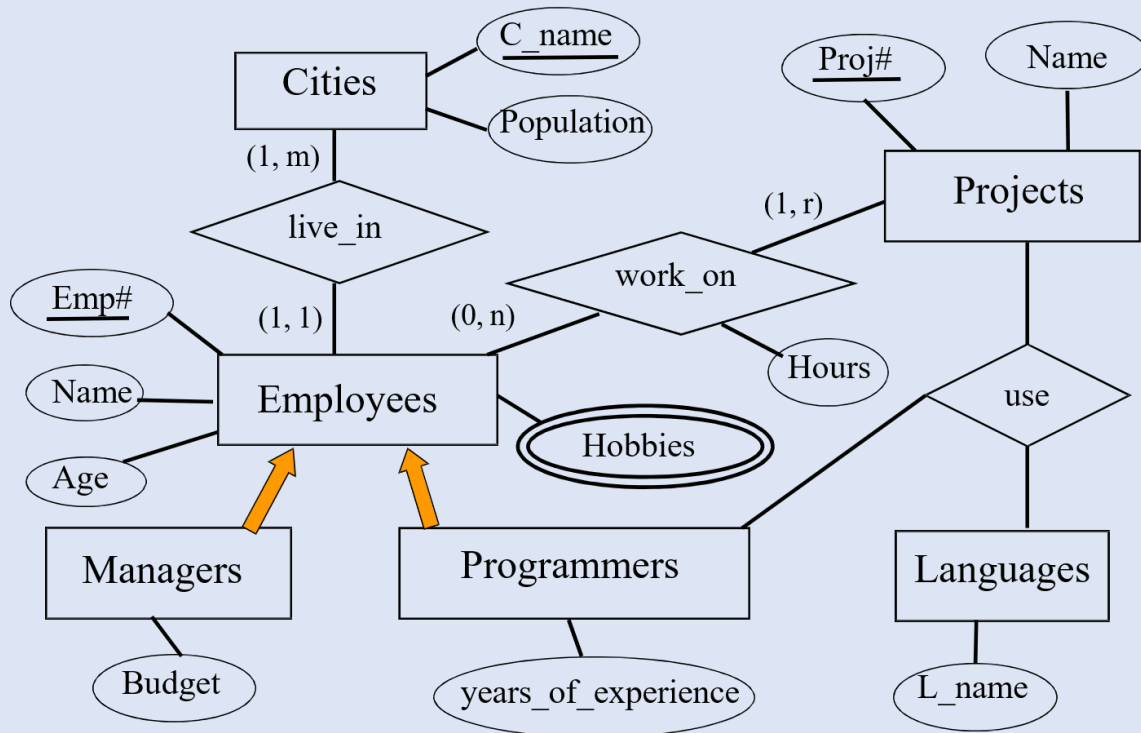 C_name
Cities
Population
Proj#
Name
Projects
(1, m)
live_in
(1, r)
work_on
Emp#
(1, 1)
(0, n)
Hours
Name
Employees
use
Hobbies
Age
Managers
Programmers
Languages
Budget
years_of_experience
L_name